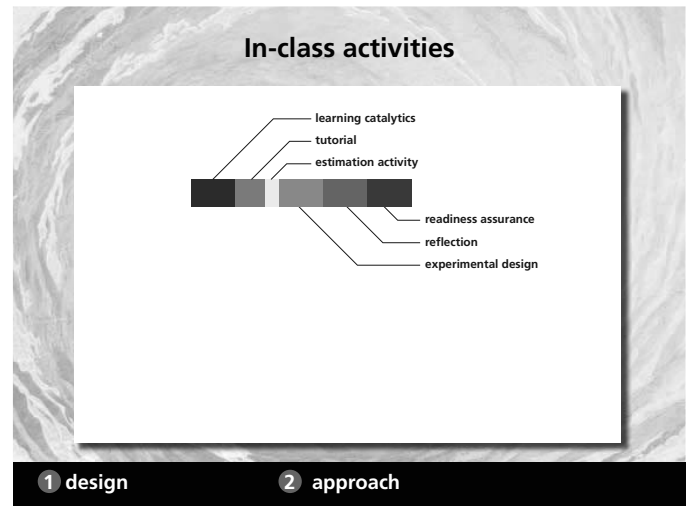 In-class activities
learning catalytics
tutorial
estimation activity
readiness assurance
reflection
experimental design
1 design
2 approach